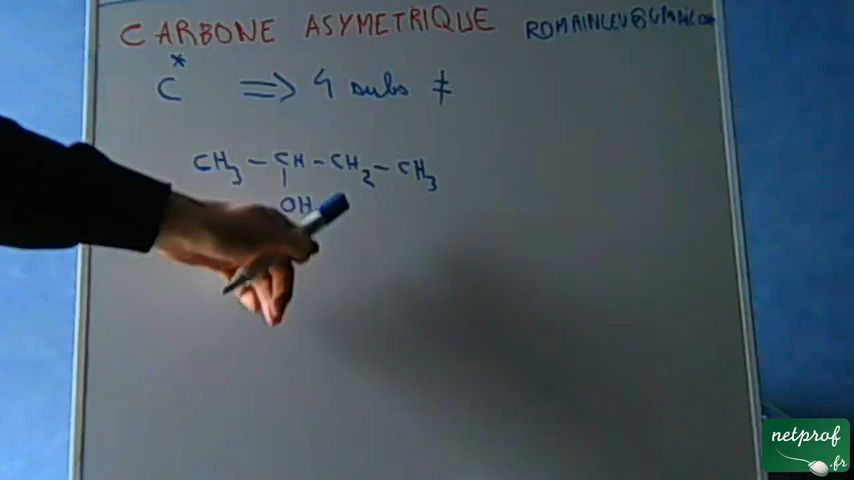 CARBONE ASYMETRIQUE
C* ⇒ 4 subs ≠
CH3 – CH – CH2 – CH3
|
OH
netprof
.fr